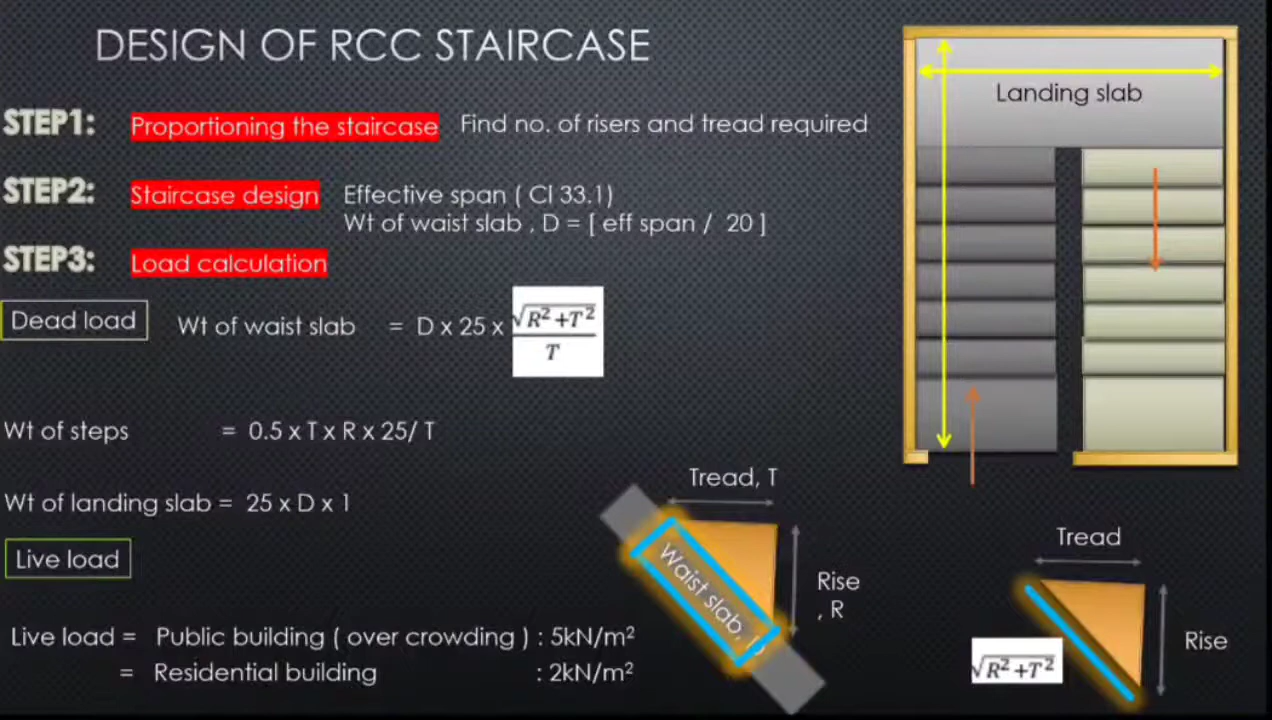 DESIGN OF RCC STAIRCASE
STEP1: Proportioning the staircase Find no. of risers and tread required
STEP2: Staircase design Effective span ( Cl 33.1)
Wt of waist slab , D = [ eff span / 20 ]
STEP3: Load calculation
Dead load Wt of waist slab = D x 25 x √R² +T² / T
Wt of steps = 0.5 x T x R x 25/ T
Wt of landing slab = 25 x D x 1
Live load
Live load = Public building ( over crowding ) : 5kN/m²
= Residential building : 2kN/m²
Landing slab
Tread, T
Waist slab,
Rise
, R
Tread
Rise
√R² +T²